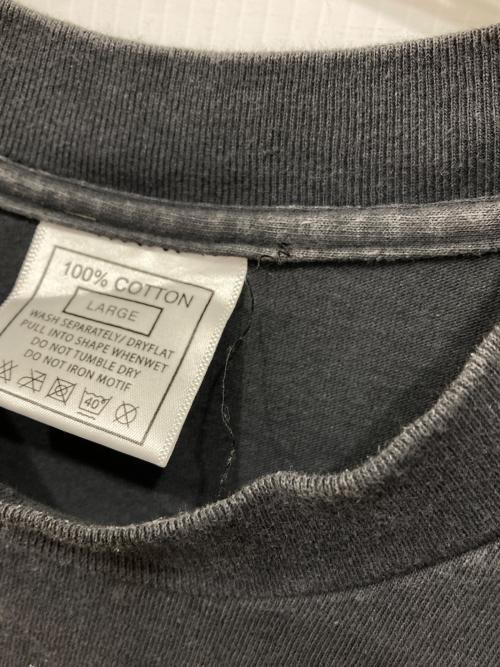 100% COTTON
LARGE
WASH SEPARATELY/ DRYFLAT
PULL INTO SHAPE WHENWET
DO NOT TUMBLE DRY
DO NOT IRON MOTIF
40°